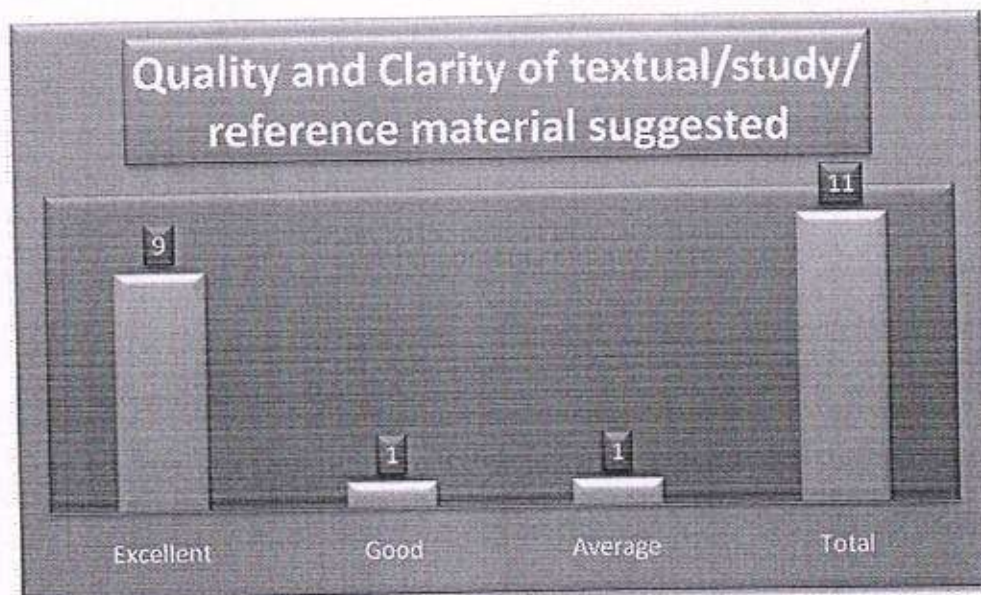 Quality and Clarity of textual/study/
reference material suggested
9
1
1
11
Excellent
Good
Average
Total